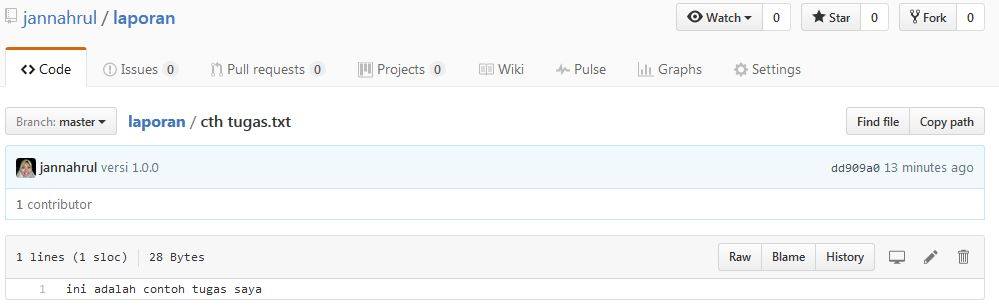 jannahrul / laporan Watch 0 Star 0 Fork 0
Code Issues 0 Pull requests 0 Projects 0 Wiki Pulse Graphs Settings
Branch: master laporan / cth tugas.txt Find file Copy path
jannahrul versi 1.0.0 dd909a0 13 minutes ago
1 contributor
1 lines (1 sloc) 28 Bytes Raw Blame History
1 ini adalah contoh tugas saya